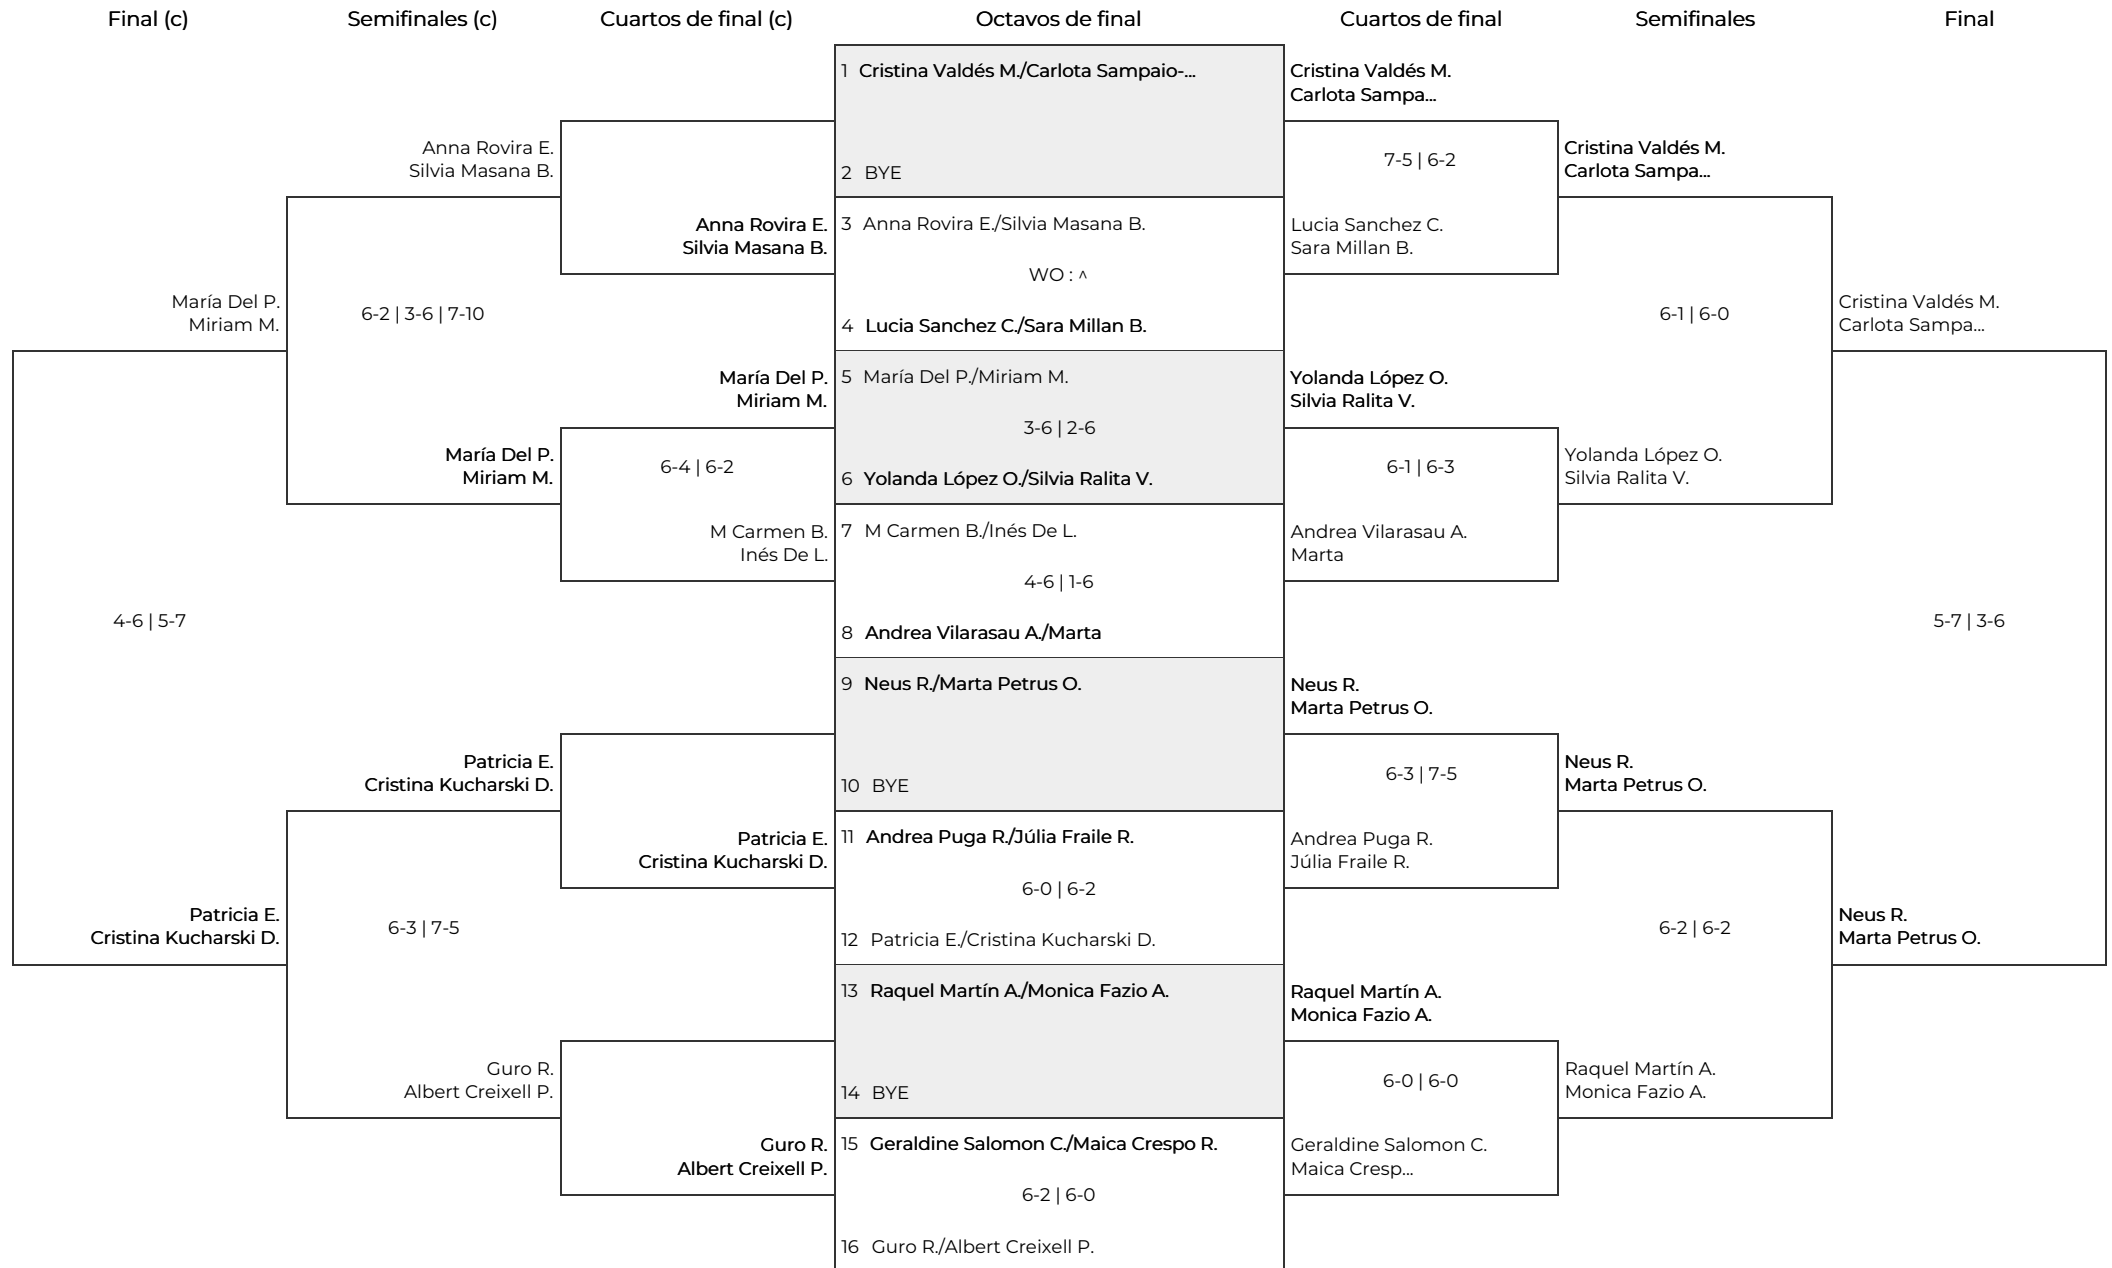 Final (c)
Semifinales (c)
Cuartos de final (c)
Octavos de final
Cuartos de final
Semifinales
Final
María Del P.
Miriam M.
4-6 | 5-7
Patricia E.
Cristina Kucharski D.
Anna Rovira E.
Silvia Masana B.
6-2 | 3-6 | 7-10
María Del P.
Miriam M.
Patricia E.
Cristina Kucharski D.
6-3 | 7-5
Guro R.
Albert Creixell P.
Anna Rovira E.
Silvia Masana B.
María Del P.
Miriam M.
6-4 | 6-2
M Carmen B.
Inés De L.
Patricia E.
Cristina Kucharski D.
Guro R.
Albert Creixell P.
1 Cristina Valdés M./Carlota Sampaio-...
2 BYE
3 Anna Rovira E./Silvia Masana B.
WO : ^
4 Lucia Sanchez C./Sara Millan B.
5 María Del P./Miriam M.
3-6 | 2-6
6 Yolanda López O./Silvia Ralita V.
7 M Carmen B./Inés De L.
4-6 | 1-6
8 Andrea Vilarasau A./Marta
9 Neus R./Marta Petrus O.
10 BYE
11 Andrea Puga R./Júlia Fraile R.
6-0 | 6-2
12 Patricia E./Cristina Kucharski D.
13 Raquel Martín A./Monica Fazio A.
14 BYE
15 Geraldine Salomon C./Maica Crespo R.
6-2 | 6-0
16 Guro R./Albert Creixell P.
Cristina Valdés M.
Carlota Sampa...
7-5 | 6-2
Lucia Sanchez C.
Sara Millan B.
Yolanda López O.
Silvia Ralita V.
6-1 | 6-3
Andrea Vilarasau A.
Marta
Neus R.
Marta Petrus O.
6-3 | 7-5
Andrea Puga R.
Júlia Fraile R.
Raquel Martín A.
Monica Fazio A.
6-0 | 6-0
Geraldine Salomon C.
Maica Cresp...
Cristina Valdés M.
Carlota Sampa...
6-1 | 6-0
Yolanda López O.
Silvia Ralita V.
Neus R.
Marta Petrus O.
6-2 | 6-2
Raquel Martín A.
Monica Fazio A.
Cristina Valdés M.
Carlota Sampa...
5-7 | 3-6
Neus R.
Marta Petrus O.